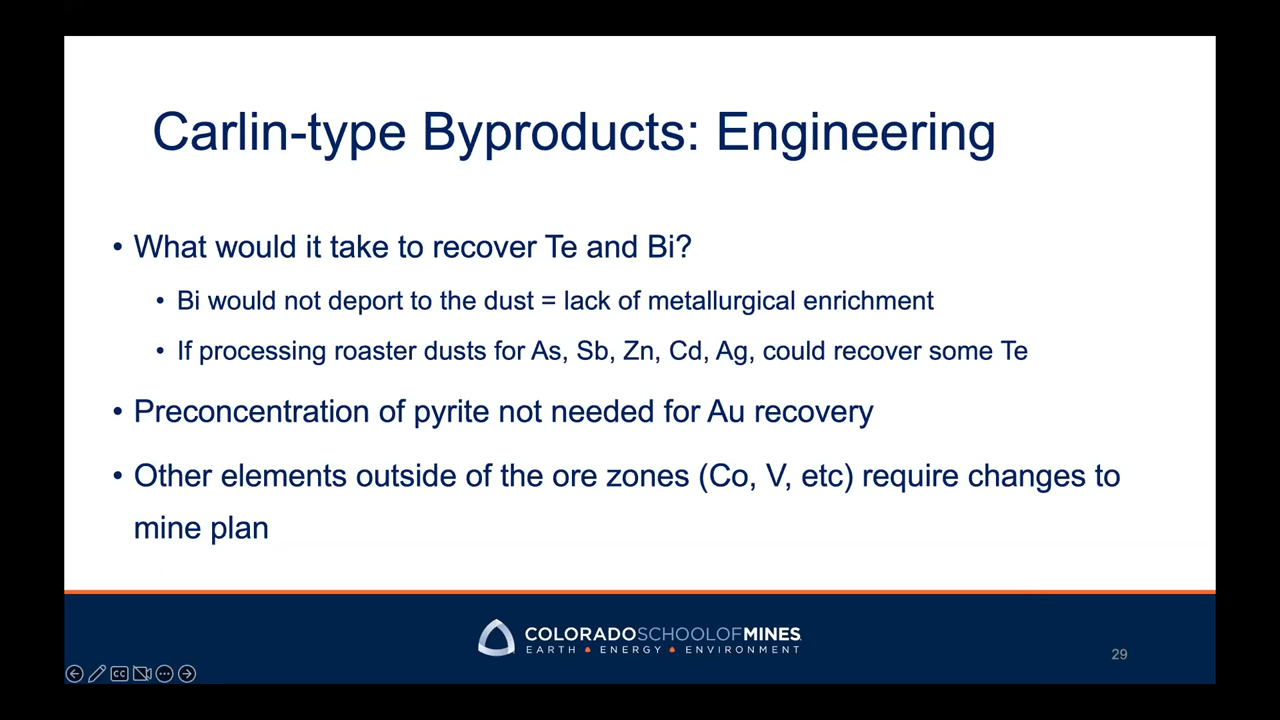 Carlin-type Byproducts: Engineering
• What would it take to recover Te and Bi?
• Bi would not deport to the dust = lack of metallurgical enrichment
• If processing roaster dusts for As, Sb, Zn, Cd, Ag, could recover some Te
• Preconcentration of pyrite not needed for Au recovery
• Other elements outside of the ore zones (Co, V, etc) require changes to
mine plan
COLORADOSCHOOLOFMINES
EARTH • ENERGY • ENVIRONMENT
29
CC